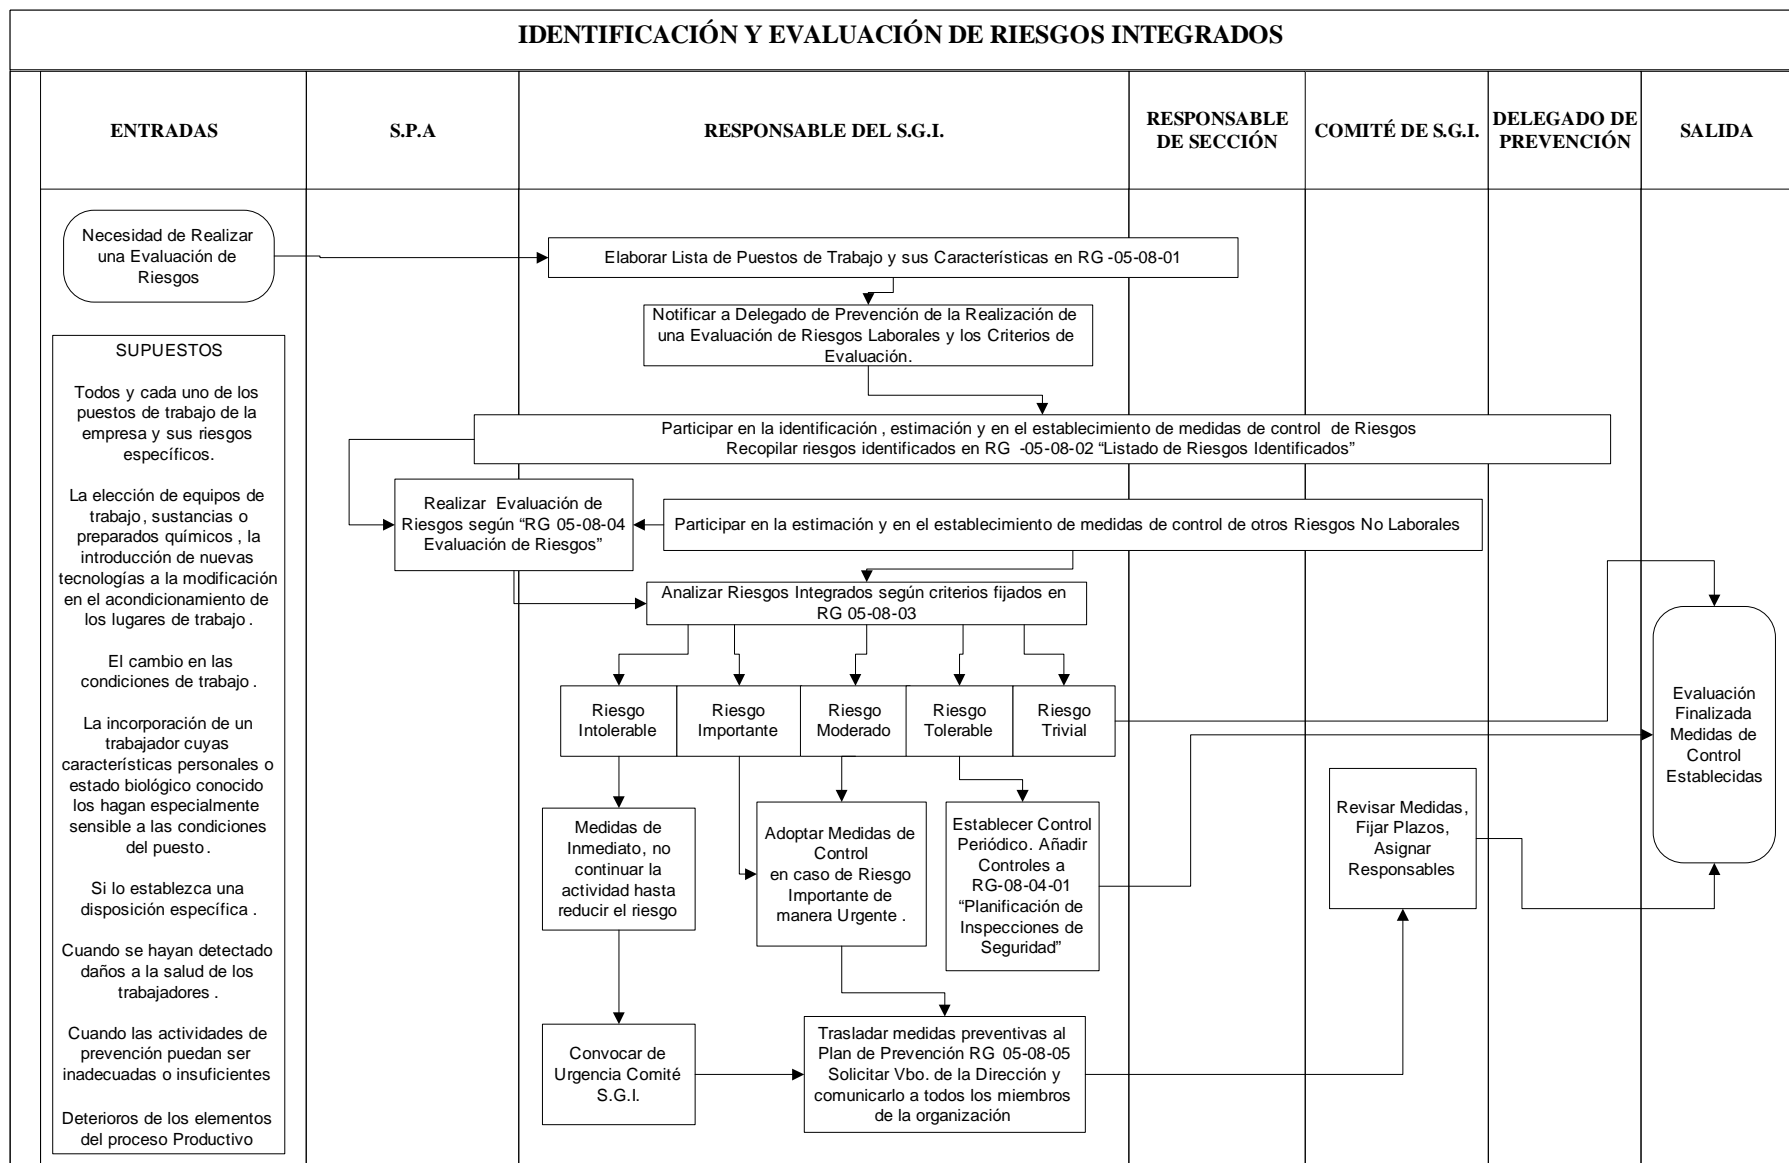 IDENTIFICACIÓN Y EVALUACIÓN DE RIESGOS INTEGRADOS
ENTRADAS
S.P.A
RESPONSABLE DEL S.G.I.
RESPONSABLE
DE SECCIÓN
COMITÉ DE S.G.I.
DELEGADO DE
PREVENCIÓN
SALIDA
Necesidad de Realizar
una Evaluación de
Riesgos
Elaborar Lista de Puestos de Trabajo y sus Características en RG -05-08-01
Notificar a Delegado de Prevención de la Realización de
una Evaluación de Riesgos Laborales y los Criterios de
Evaluación.
SUPUESTOS
Todos y cada uno de los
puestos de trabajo de la
empresa y sus riesgos
específicos.
La elección de equipos de
trabajo, sustancias o
preparados químicos , la
introducción de nuevas
tecnologías a la modificación
en el acondicionamiento de
los lugares de trabajo .
El cambio en las
condiciones de trabajo .
La incorporación de un
trabajador cuyas
características personales o
estado biológico conocido
los hagan especialmente
sensible a las condiciones
del puesto .
Si lo establezca una
disposición específica .
Cuando se hayan detectado
daños a la salud de los
trabajadores .
Cuando las actividades de
prevención puedan ser
inadecuadas o insuficientes
Deterioros de los elementos
del proceso Productivo
Participar en la identificación , estimación y en el establecimiento de medidas de control  de Riesgos
Recopilar riesgos identificados en RG  -05-08-02 “Listado de Riesgos Identificados”
Realizar  Evaluación de
Riesgos según “RG 05-08-04
Evaluación de Riesgos”
Participar en la estimación y en el establecimiento de medidas de control de otros Riesgos No Laborales
Analizar Riesgos Integrados según criterios fijados en
RG 05-08-03
Riesgo
Intolerable
Riesgo
Importante
Riesgo
Moderado
Riesgo
Tolerable
Riesgo
Trivial
Medidas de
Inmediato, no
continuar la
actividad hasta
reducir el riesgo
Adoptar Medidas de
Control
en caso de Riesgo
Importante de
manera Urgente .
Establecer Control
Periódico. Añadir
Controles a
RG-08-04-01
“Planificación de
Inspecciones de
Seguridad”
Revisar Medidas,
Fijar Plazos,
Asignar
Responsables
Evaluación
Finalizada
Medidas de
Control
Establecidas
Convocar de
Urgencia Comité
S.G.I.
Trasladar medidas preventivas al
Plan de Prevención RG 05-08-05
Solicitar Vbo. de la Dirección y
comunicarlo a todos los miembros
de la organización